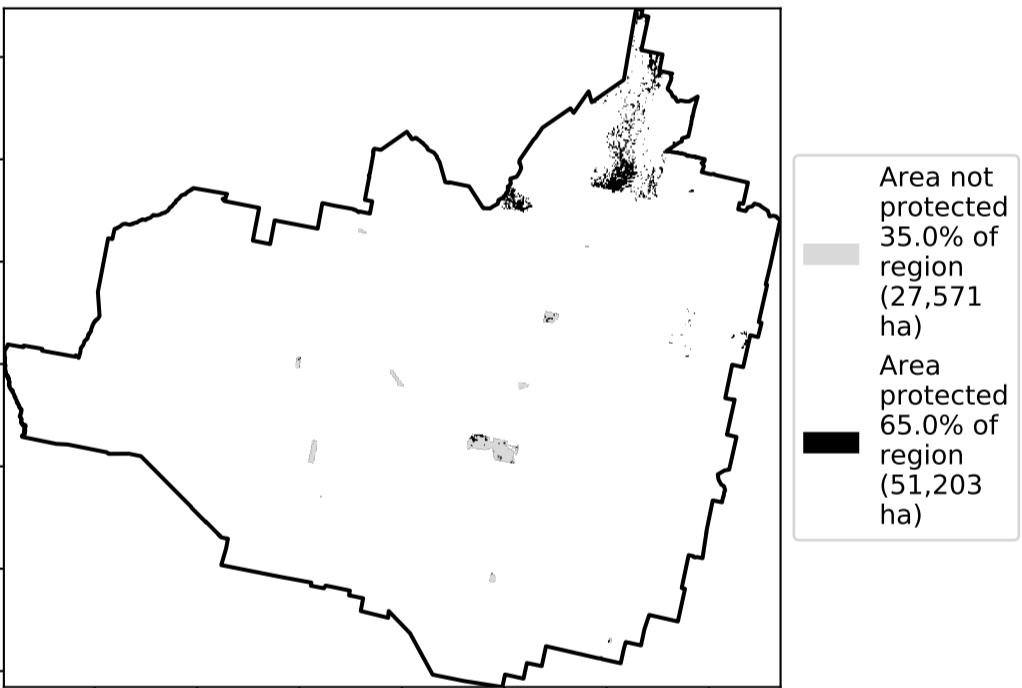 Area not
protected
35.0% of
region
(27,571
ha)
Area
protected
65.0% of
region
(51,203
ha)